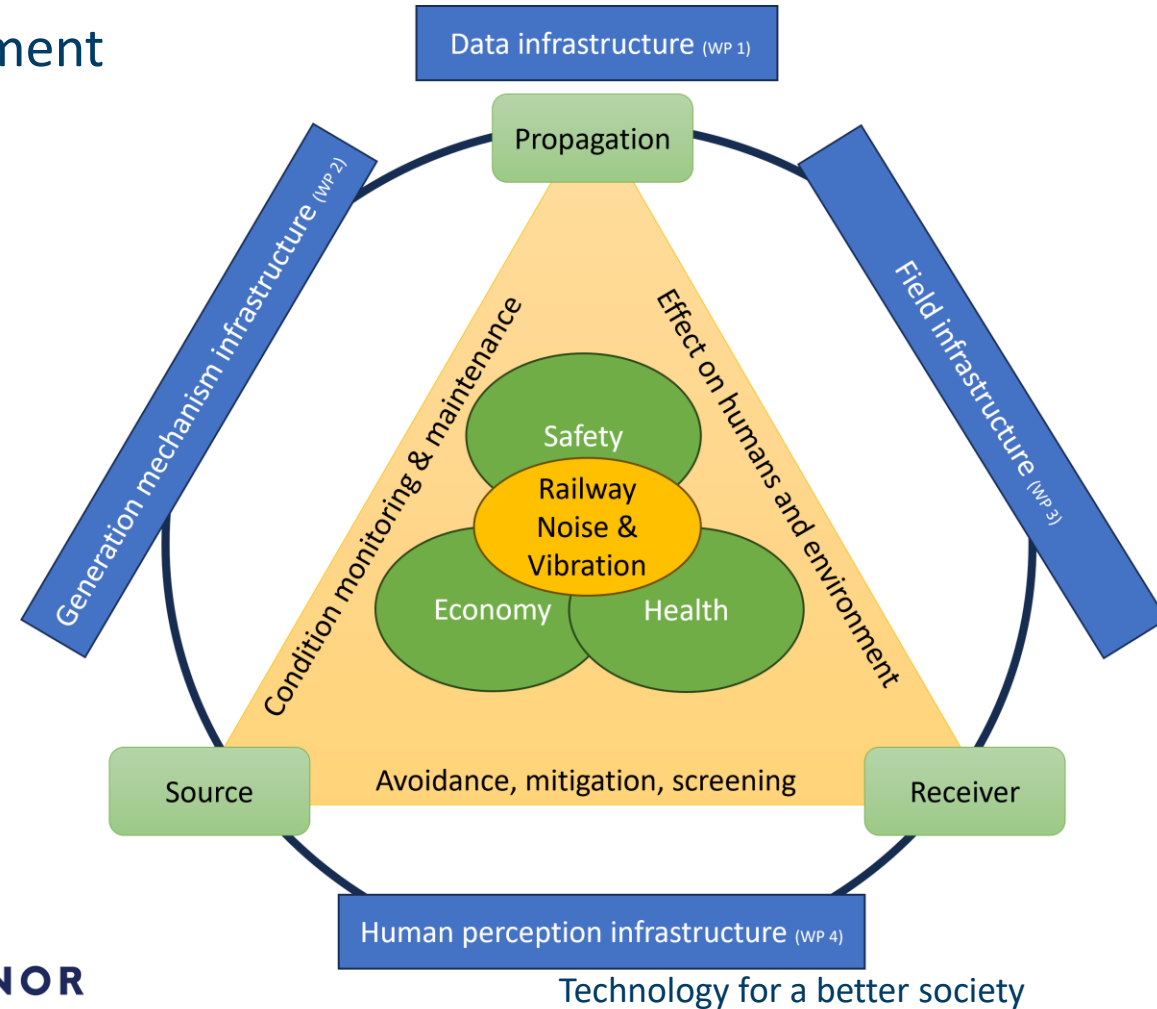 Data infrastructure (WP 1)
Propagation
Generation mechanism infrastructure (WP 2)
Field infrastructure (WP 3)
Condition monitoring & maintenance
Effect on humans and environment
Safety
Railway
Noise &
Vibration
Economy
Health
Source
Avoidance, mitigation, screening
Receiver
Human perception infrastructure (WP 4)
Technology for a better society